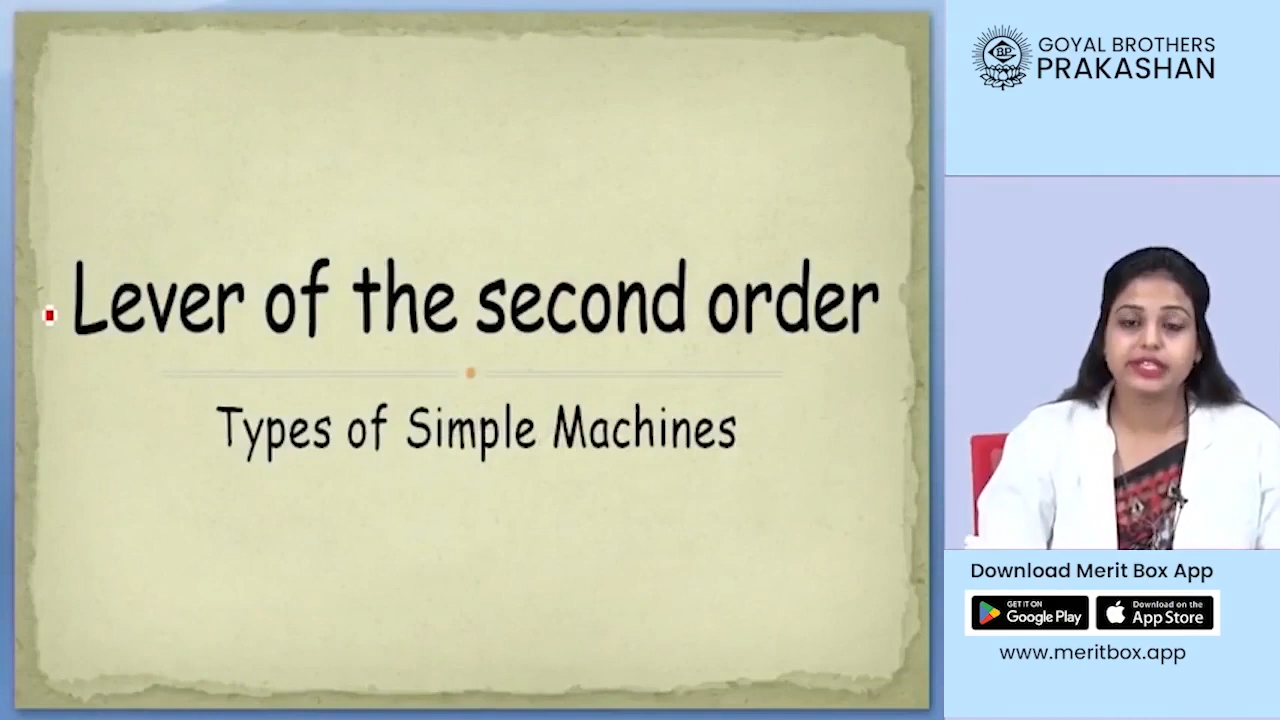 Lever of the second order
Types of Simple Machines
GBP
GOYAL BROTHERS
PRAKASHAN
Download Merit Box App
GET IT ON
Google Play
Download on the
App Store
www.meritbox.app